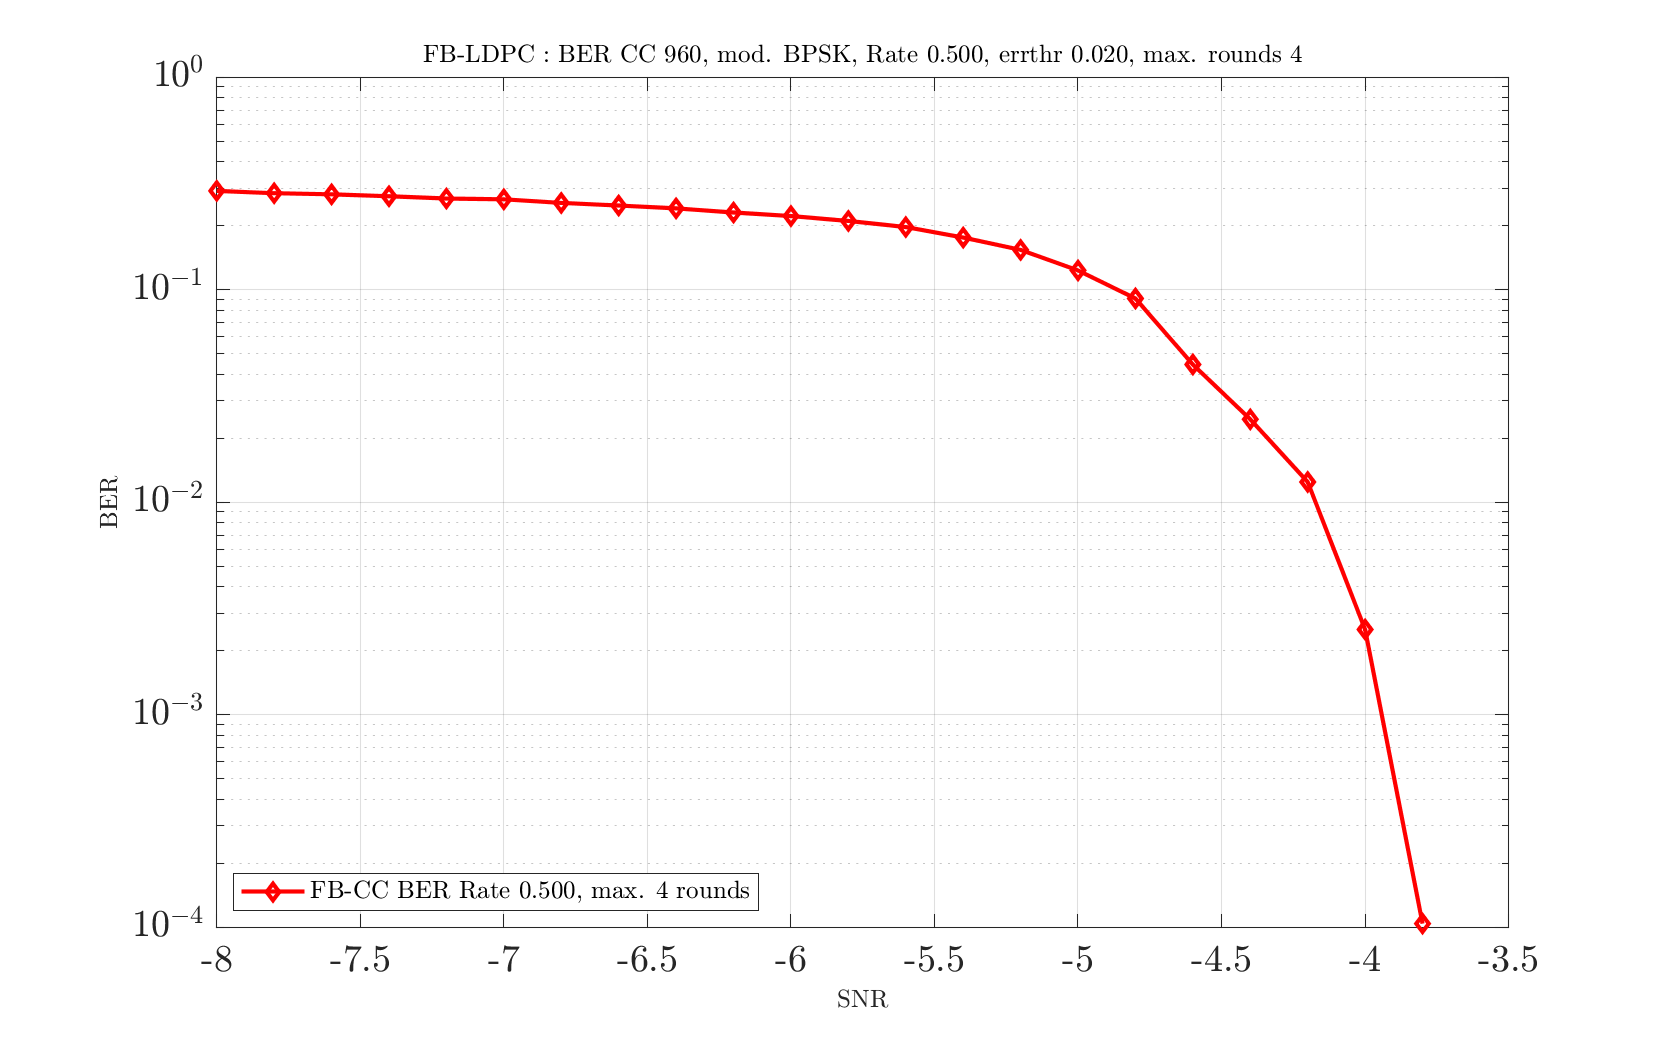 FB-LDPC : BER CC 960, mod. BPSK, Rate 0.500, errthr 0.020, max. rounds 4
10^0
10^-1
10^-2
10^-3
10^-4
BER
FB-CC BER Rate 0.500, max. 4 rounds
-8 -7.5 -7 -6.5 -6 -5.5 -5 -4.5 -4 -3.5
SNR